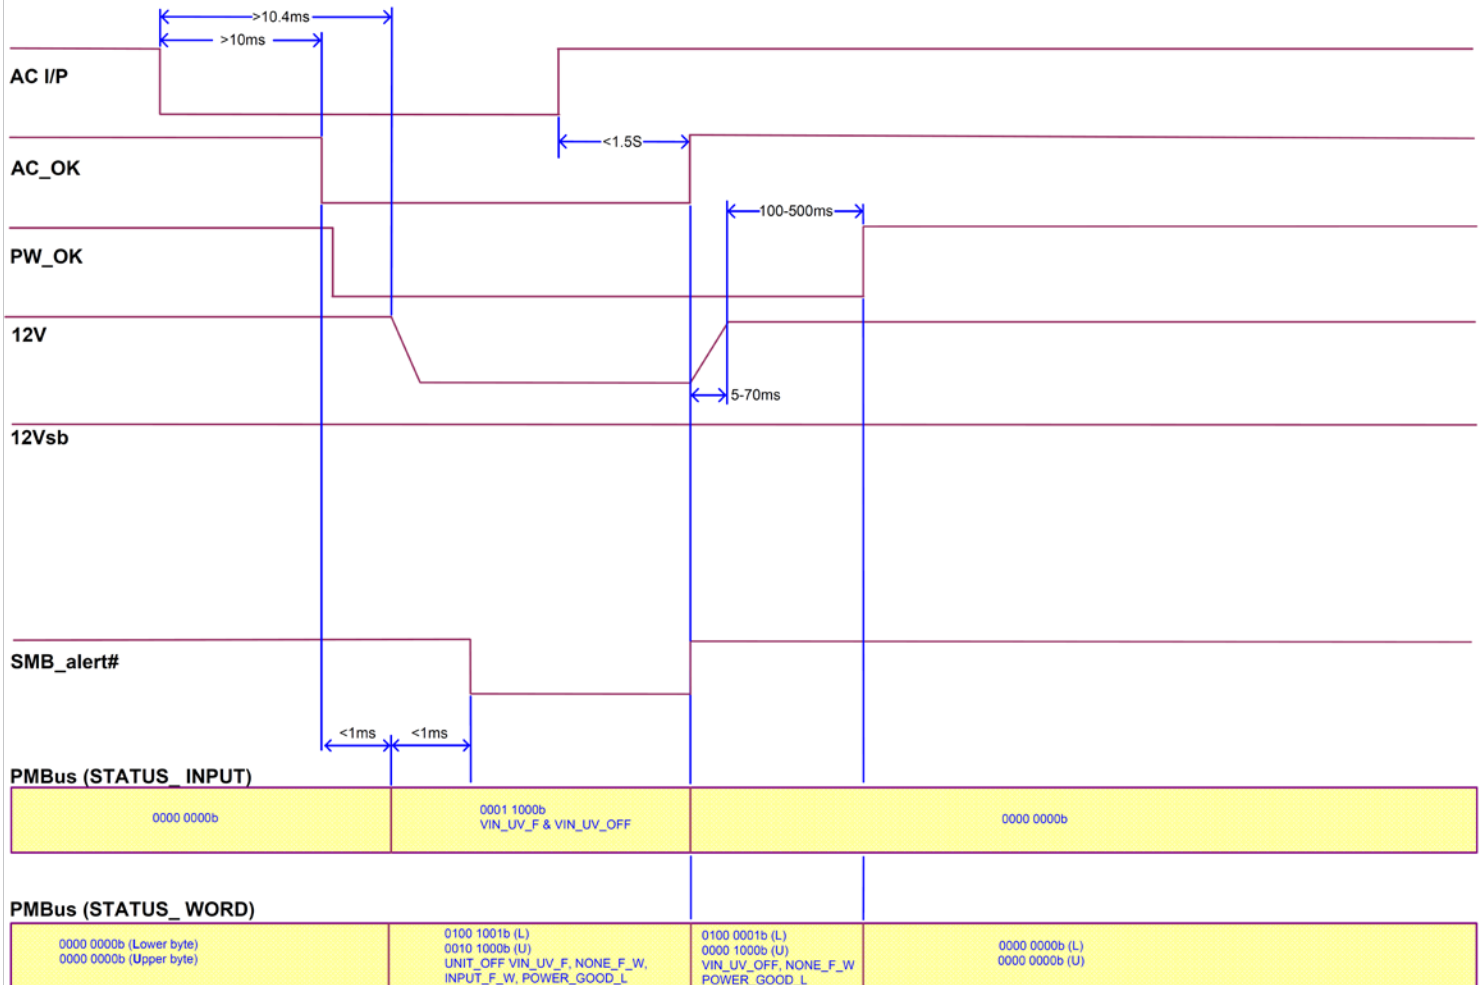 >10.4ms
>10ms
AC I/P
<1.5S
AC_OK
100-500ms
PW_OK
12V
5-70ms
12Vsb
SMB_alert#
<1ms
<1ms
PMBus (STATUS_ INPUT)
0000 0000b
0001 1000b
VIN_UV_F & VIN_UV_OFF
0000 0000b
PMBus (STATUS_ WORD)
0000 0000b (Lower byte)
0000 0000b (Upper byte)
0100 1001b (L)
0010 1000b (U)
UNIT_OFF VIN_UV_F, NONE_F_W,
INPUT_F_W, POWER_GOOD_L
0100 0001b (L)
0000 1000b (U)
VIN_UV_OFF, NONE_F_W
POWER_GOOD_L
0000 0000b (L)
0000 0000b (U)